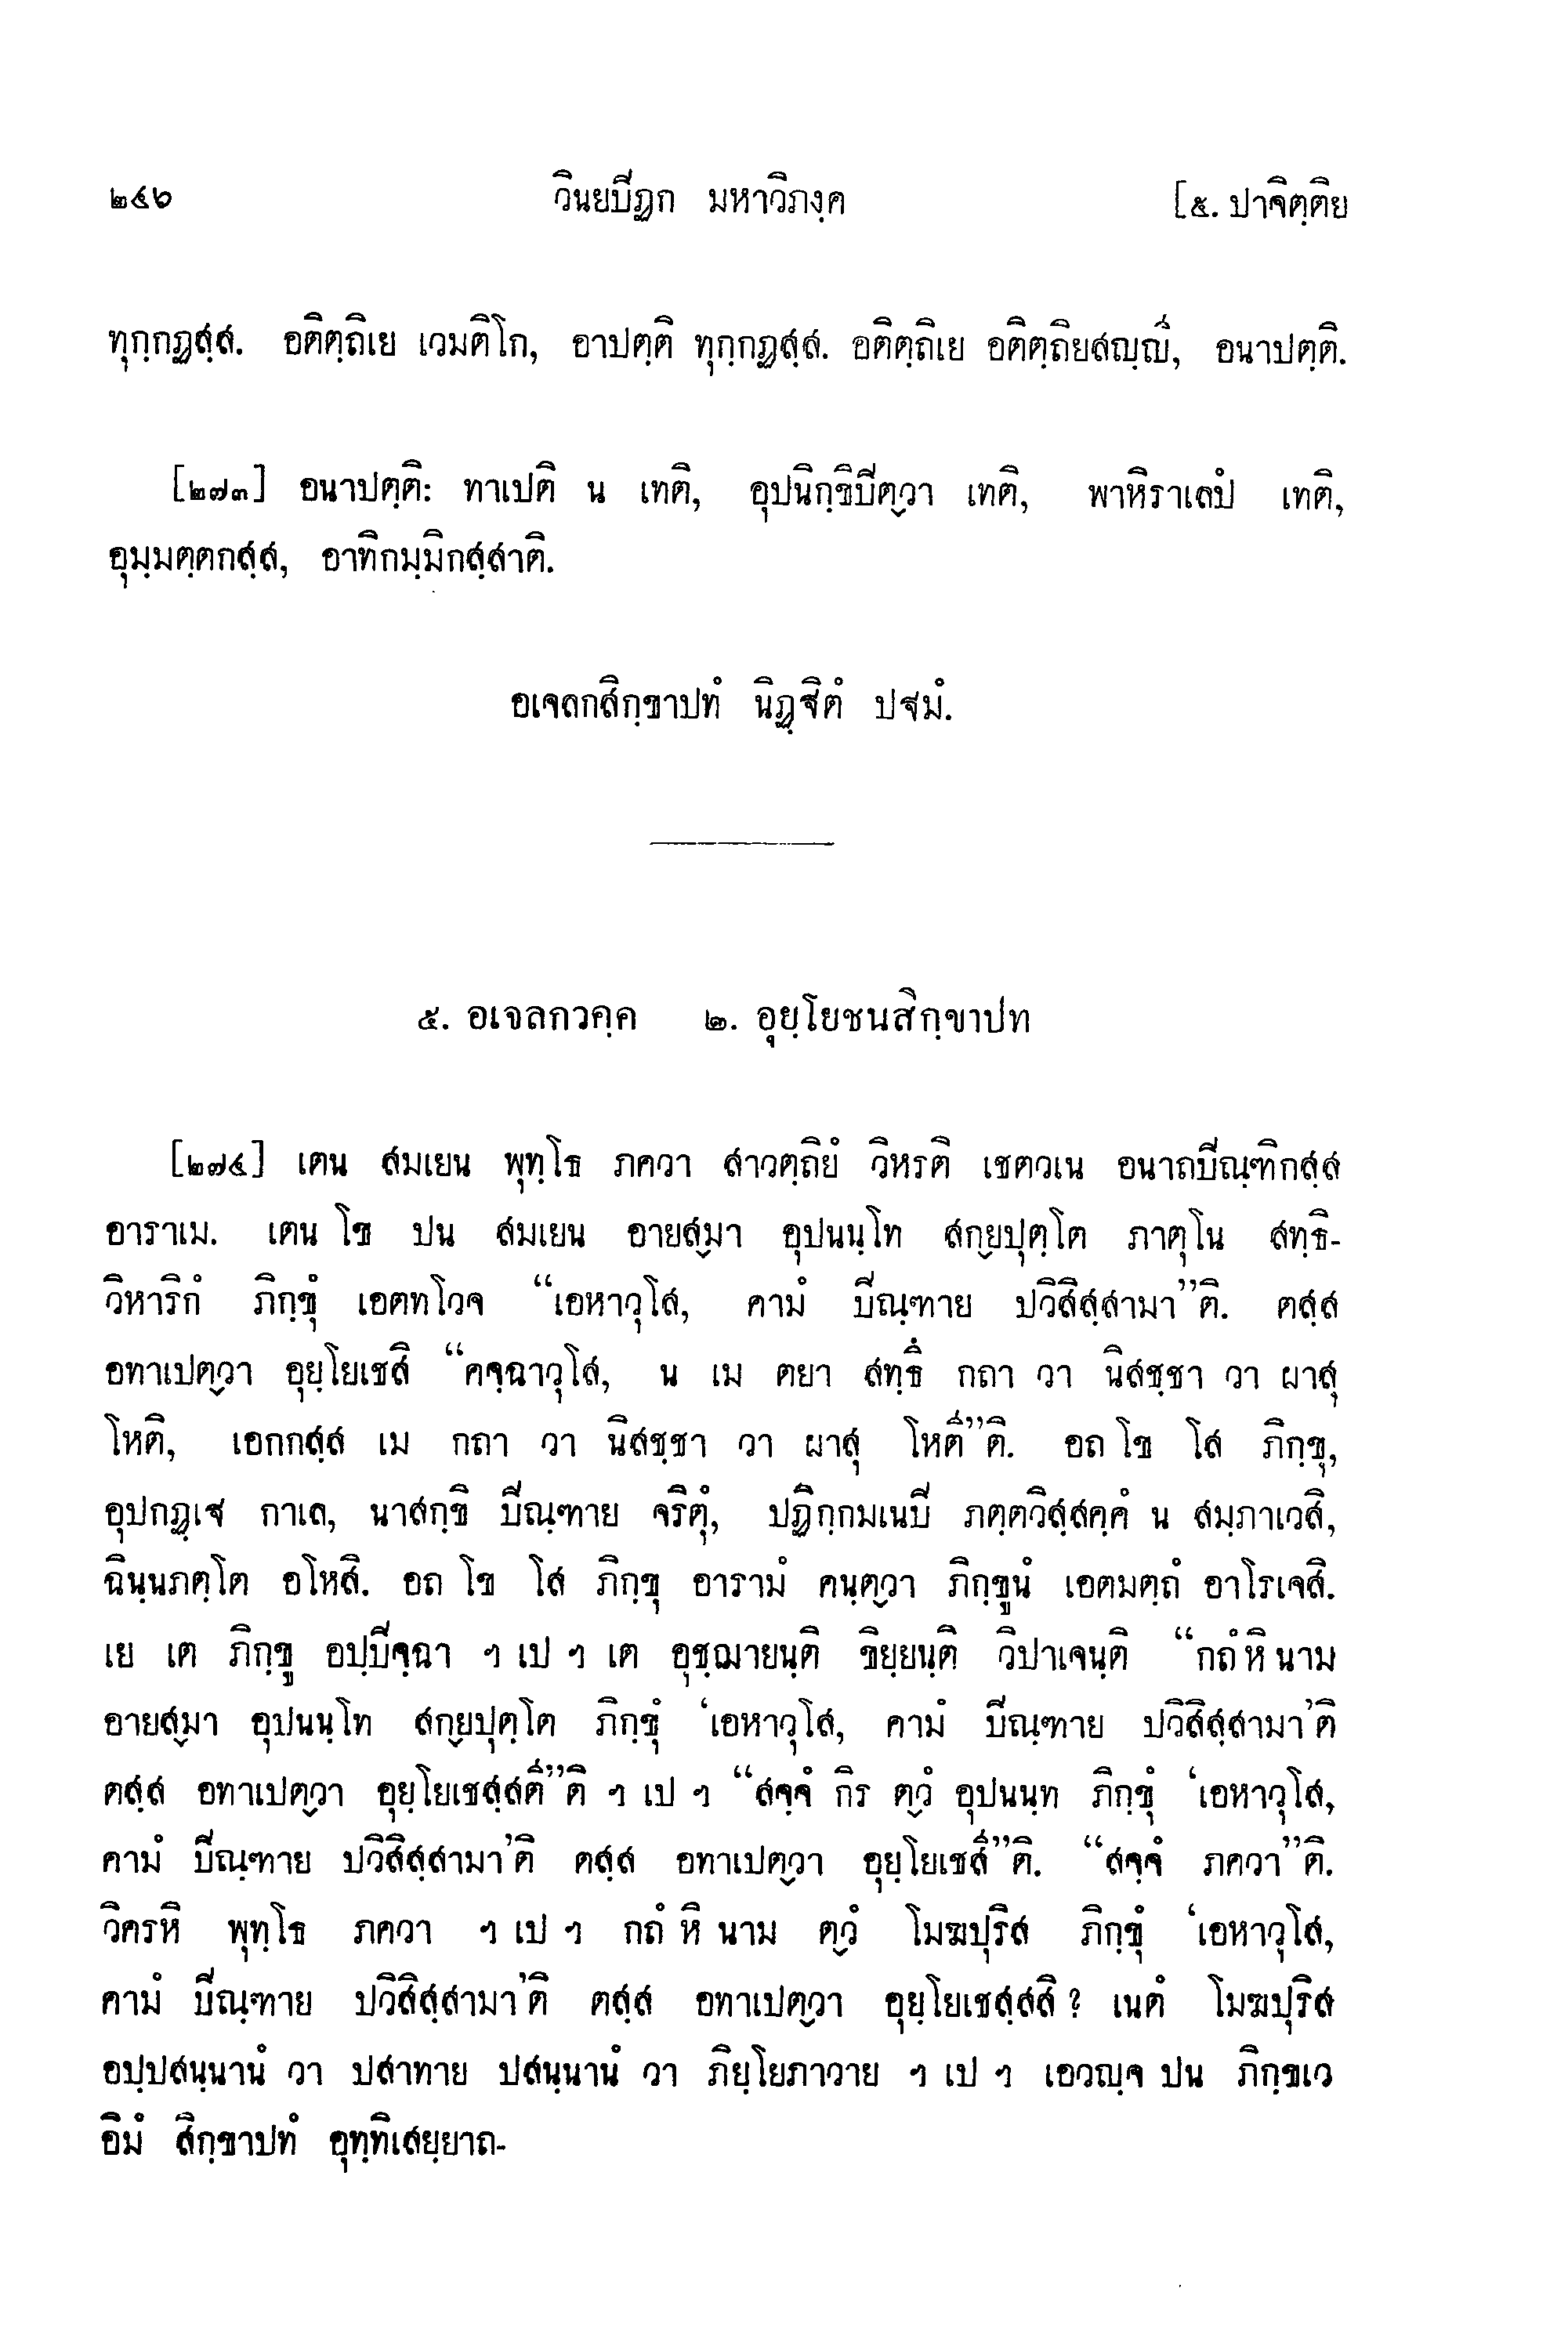 ๒๔๖ วินยปิฏก มหาวิภงฺค [๕. ปาจิตฺติย
ทุกฺกฏสฺส. อติตฺถิเย เวมติโก, อาปตฺติ ทุกฺกฏสฺส. อติตฺถิเย อติตฺถิยสญฺญี, อนาปตฺติ.
[๒๗๓] อนาปตฺติ: ทาเปติ น เทติ, อุปนิกฺขิปิตฺวา เทติ, พาหิราเลปํ เทติ,
อุมฺมตฺตกสฺส, อาทิกมฺมิกสฺสาติ.
อเจลกสิกฺขาปทํ นิฏฺฐิตํ ปฐมํ.
๕. อเจลกวคฺค ๒. อุยฺโยชนสิกฺขาปท
[๒๗๔] เตน สมเยน พุทฺโธ ภควา สาวตฺถิยํ วิหรติ เชตวเน อนาถปิณฺฑิกสฺส
อาราเม. เตน โข ปน สมเยน อายสฺมา อุปนนฺโท สกฺยปุตฺโต ภาตุโน สทฺธิ-
วิหาริกํ ภิกฺขุํ เอตทโวจ “เอหาวุโส, คามํ ปิณฺฑาย ปวิสิสฺสามา”ติ. ตสฺส
อทาเปตฺวา อุยฺโยเชสิ “คจฺฉาวุโส, น เม ตยา สทฺธึ กถา วา นิสชฺชา วา ผาสุ
โหติ, เอกกสฺส เม กถา วา นิสชฺชา วา ผาสุ โหตี”ติ. อถ โข โส ภิกฺขุ,
อุปกฏฺเฐ กาเล, นาสกฺขิ ปิณฺฑาย จริตุํ, ปฏิกฺกมเนปิ ภตฺตวิสฺสคฺคํ น สมฺภาเวสิ,
ฉินฺนภตฺโต อโหสิ. อถ โข โส ภิกฺขุ อารามํ คนฺตฺวา ภิกฺขูนํ เอตมตฺถํ อาโรเจสิ.
เย เต ภิกฺขู อปฺปิจฺฉา ฯ เป ฯ เต อุชฺฌายนฺติ ขิยฺยนฺติ วิปาเจนฺติ “กถํ หิ นาม
อายสฺมา อุปนนฺโท สกฺยปุตฺโต ภิกฺขุํ ‘เอหาวุโส, คามํ ปิณฺฑาย ปวิสิสฺสามา’ติ
ตสฺส อทาเปตฺวา อุยฺโยเชสฺสตี”ติ ฯ เป ฯ “สจฺจํ กิร ตฺวํ อุปนนฺท ภิกฺขุํ ‘เอหาวุโส,
คามํ ปิณฺฑาย ปวิสิสฺสามา’ติ ตสฺส อทาเปตฺวา อุยฺโยเชสี”ติ. “สจฺจํ ภควา”ติ.
วิครหิ พุทฺโธ ภควา ฯ เป ฯ กถํ หิ นาม ตฺวํ โมฆปุริส ภิกฺขุํ ‘เอหาวุโส,
คามํ ปิณฺฑาย ปวิสิสฺสามา’ติ ตสฺส อทาเปตฺวา อุยฺโยเชสฺสสิ ? เนตํ โมฆปุริส
อปฺปสนฺนานํ วา ปสาทาย ปสนฺนานํ วา ภิยฺโยภาวาย ฯ เป ฯ เอวญฺจ ปน ภิกฺขเว
อิมํ สิกฺขาปทํ อุทฺทิเสยฺยาถ-